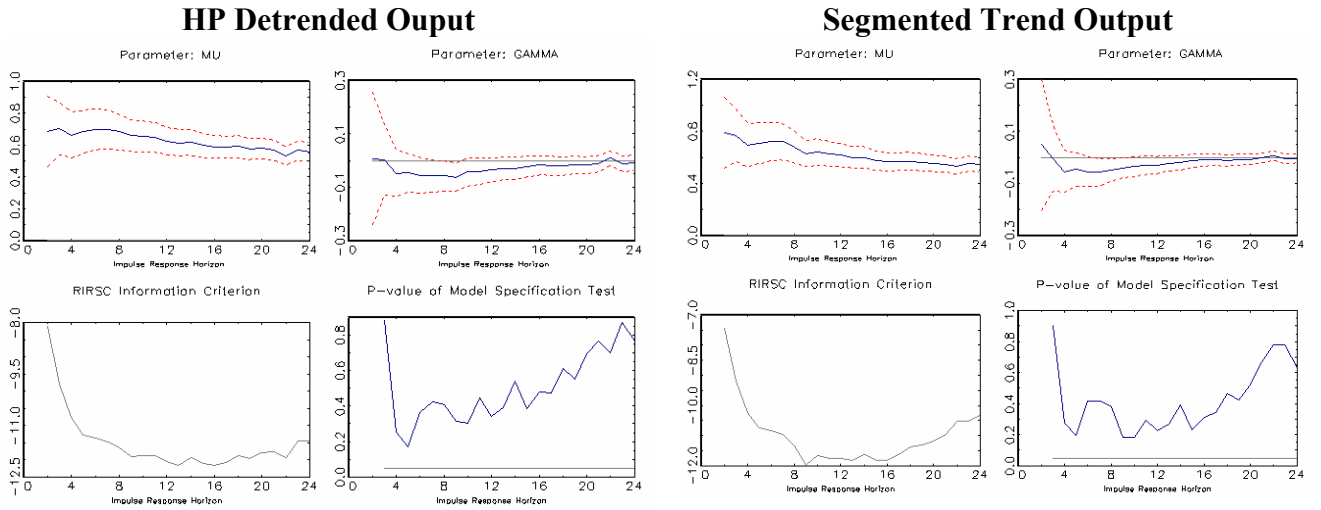 HP Detrended Ouput
Parameter: MU
0.0 0.2 0.4 0.6 0.8 1.0
0 4 8 12 16 20 24
Impulse Response Horizon
Parameter: GAMMA
-0.3 -0.1 0.1 0.3
0 4 8 12 16 20 24
Impulse Response Horizon
RIRSC Information Criterion
-12.5 -11.0 -9.5 -8.0
0 4 8 12 16 20 24
Impulse Response Horizon
P-value of Model Specification Test
0.0 0.2 0.4 0.6 0.8
0 4 8 12 16 20 24
Impulse Response Horizon
Segmented Trend Output
Parameter: MU
0.0 0.4 0.8 1.2
0 4 8 12 16 20 24
Impulse Response Horizon
Parameter: GAMMA
-0.3 -0.1 0.1 0.3
0 4 8 12 16 20 24
Impulse Response Horizon
RIRSC Information Criterion
-12.0 -10.0 -8.5 -7.0
0 4 8 12 16 20 24
Impulse Response Horizon
P-value of Model Specification Test
0.0 0.2 0.4 0.6 0.8 1.0
0 4 8 12 16 20 24
Impulse Response Horizon